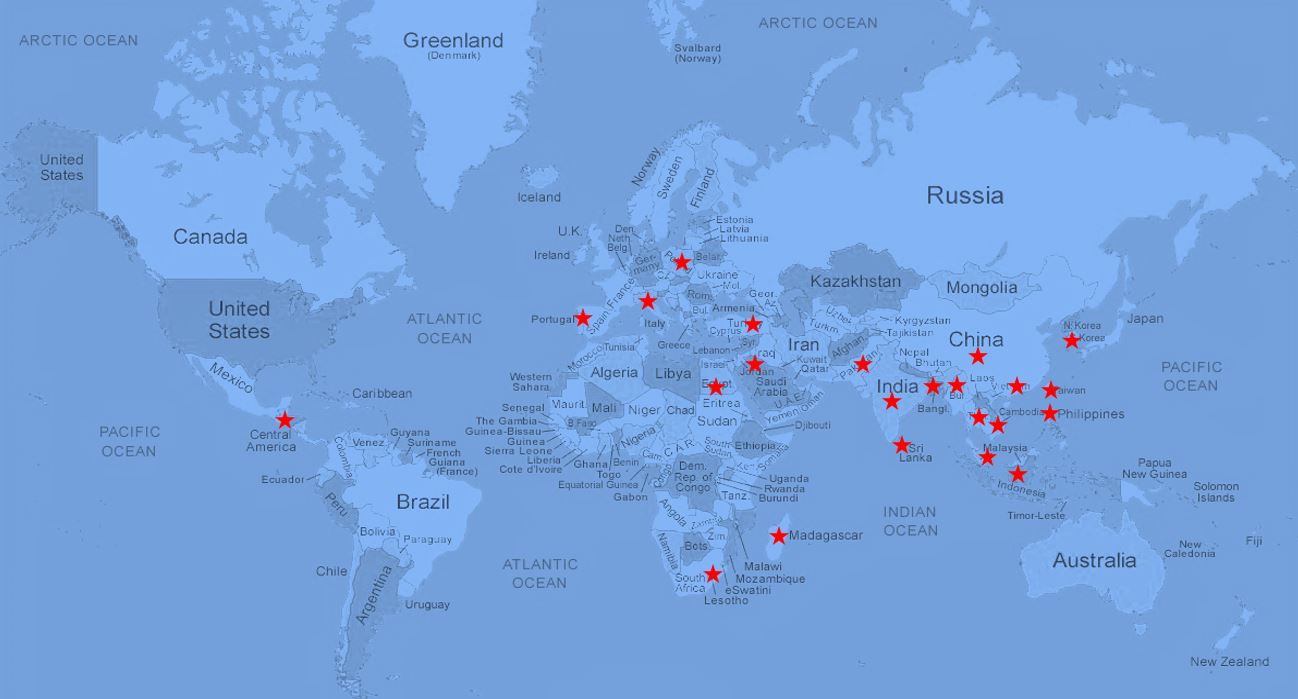 ARCTIC OCEAN
Greenland
(Denmark)
ARCTIC OCEAN
Svalbard
(Norway)
United
States
Canada
Iceland
Norway
Sweden
Finland
Russia
U.K.
Ireland
Den.
Neth
Belg.
Ger-
many
Estonia
Latvia
Lithuania
Belar.
Ukraine
Mol.
Kazakhstan
Mongolia
United
States
ATLANTIC
OCEAN
Portugal
Spain
France
Italy
Rom.
Bul.
Greece
Geor.
Az.
Armenia
Cyprus
Lebanon
Syr.
Israel
Jordan
Iran
Uzbek.
Turkm.
Kyrgyzstan
Tajikistan
Afghan.
China
N. Korea
Korea
Japan
PACIFIC
OCEAN
Mexico
Caribbean
Central
America
Western
Sahara
Morocco
Tunisia
Algeria
Libya
Egypt
Kuwait
Qatar
Saudi
Arabia
U.A.E.
Oman
Yemen
Nepal
Bhutan
India
Bangl.
Laos
Cambodia
Philippines
Sri
Lanka
Malaysia
Indonesia
PACIFIC
OCEAN
Senegal
The Gambia
Guinea-Bissau
Guinea
Sierra Leone
Liberia
Cote d'Ivoire
Maurit.
Mali
B Faso
Niger
Chad
Eritrea
Sudan
Djibouti
Ghana
Togo
Benin
Nigeria
Cam.
C.A.R.
South
Sudan
Ethiopia
Somalia
Equatorial Guinea
Gabon
Dem.
Rep. of
Congo
Uganda
Rwanda
Burundi
Tanz.
Guyana
Venez.
Suriname
French
Guiana
(France)
Colombia
Ecuador
Peru
Brazil
Bolivia
Paraguay
Chile
Argentina
Uruguay
ATLANTIC
OCEAN
Angola
Zambia
Zim.
Namibia
Bots.
South
Africa
Malawi
Mozambique
eSwatini
Lesotho
Madagascar
INDIAN
OCEAN
Timor-Leste
Papua
New Guinea
Solomon
Islands
Australia
New
Caledonia
Fiji
New Zealand